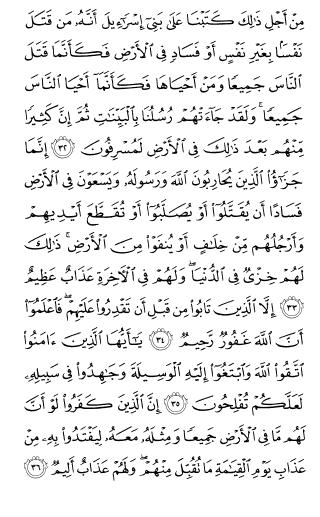 مِنْ أَجْلِ ذَٰلِكَ كَتَبْنَا عَلَىٰ بَنِىٓ إِسْرَٰٓءِيلَ أَنَّهُۥ مَن قَتَلَ
نَفْسًۢا بِغَيْرِ نَفْسٍ أَوْ فَسَادٍ فِى ٱلْأَرْضِ فَكَأَنَّمَا قَتَلَ
ٱلنَّاسَ جَمِيعًا وَمَنْ أَحْيَاهَا فَكَأَنَّمَآ أَحْيَا ٱلنَّاسَ
جَمِيعًا ۚ وَلَقَدْ جَآءَتْهُمْ رُسُلُنَا بِٱلْبَيِّنَٰتِ ثُمَّ إِنَّ كَثِيرًا
مِّنْهُم بَعْدَ ذَٰلِكَ فِى ٱلْأَرْضِ لَمُسْرِفُونَ ٣٢ إِنَّمَا
جَزَٰٓؤُا۟ ٱلَّذِينَ يُحَارِبُونَ ٱللَّهَ وَرَسُولَهُۥ وَيَسْعَوْنَ فِى ٱلْأَرْضِ
فَسَادًا أَن يُقَتَّلُوٓا۟ أَوْ يُصَلَّبُوٓا۟ أَوْ تُقَطَّعَ أَيْدِيهِمْ
وَأَرْجُلُهُم مِّنْ خِلَٰفٍ أَوْ يُنفَوْا۟ مِنَ ٱلْأَرْضِ ۚ ذَٰلِكَ
لَهُمْ خِزْىٌ فِى ٱلدُّنْيَا ۖ وَلَهُمْ فِى ٱلْـَٔاخِرَةِ عَذَابٌ عَظِيمٌ
٣٣ إِلَّا ٱلَّذِينَ تَابُوا۟ مِن قَبْلِ أَن تَقْدِرُوا۟ عَلَيْهِمْ ۖ فَٱعْلَمُوٓا۟
أَنَّ ٱللَّهَ غَفُورٌ رَّحِيمٌ ٣٤ يَٰٓأَيُّهَا ٱلَّذِينَ ءَامَنُوا۟
ٱتَّقُوا۟ ٱللَّهَ وَٱبْتَغُوٓا۟ إِلَيْهِ ٱلْوَسِيلَةَ وَجَٰهِدُوا۟ فِى سَبِيلِهِۦ
لَعَلَّكُمْ تُفْلِحُونَ ٣٥ إِنَّ ٱلَّذِينَ كَفَرُوا۟ لَوْ أَنَّ
لَهُم مَّا فِى ٱلْأَرْضِ جَمِيعًا وَمِثْلَهُۥ مَعَهُۥ لِيَفْتَدُوا۟ بِهِۦ مِنْ
عَذَابِ يَوْمِ ٱلْقِيَٰمَةِ مَا تُقُبِّلَ مِنْهُمْ ۖ وَلَهُمْ عَذَابٌ أَلِيمٌ ٣٦